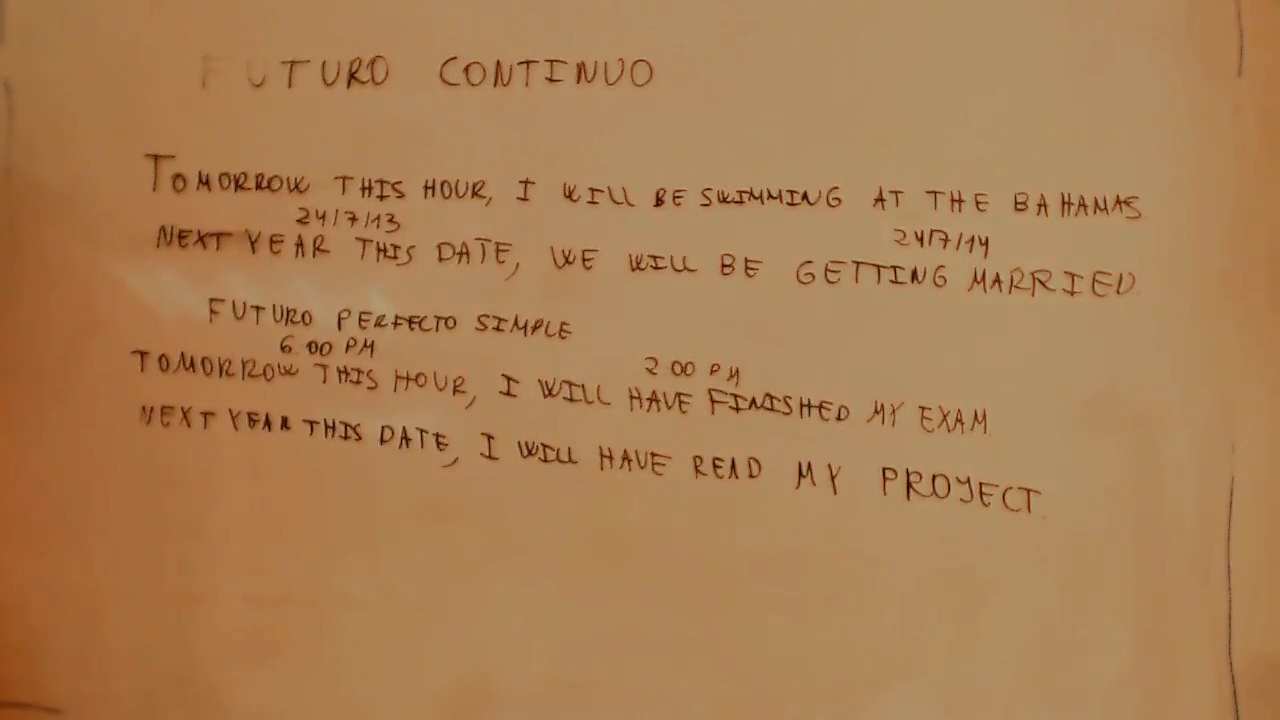 FUTURO CONTINUO
TOMORROW THIS HOUR, I WILL BE SWIMMING AT THE BAHAMAS
24/7/13 24/7/14
NEXT YEAR THIS DATE, WE WILL BE GETTING MARRIED.
FUTURO PERFECTO SIMPLE
6.00 PM 2 00 PM
TOMORROW THIS HOUR, I WILL HAVE FINISHED MY EXAM.
NEXT YEAR THIS DATE, I WILL HAVE READ MY PROYECT.